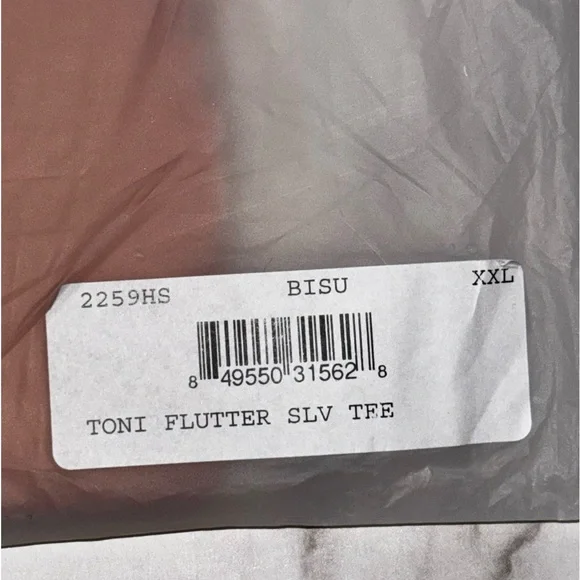 2259HS BISU XXL
8 49550 31562 8
TONI FLUTTER SLV TEE